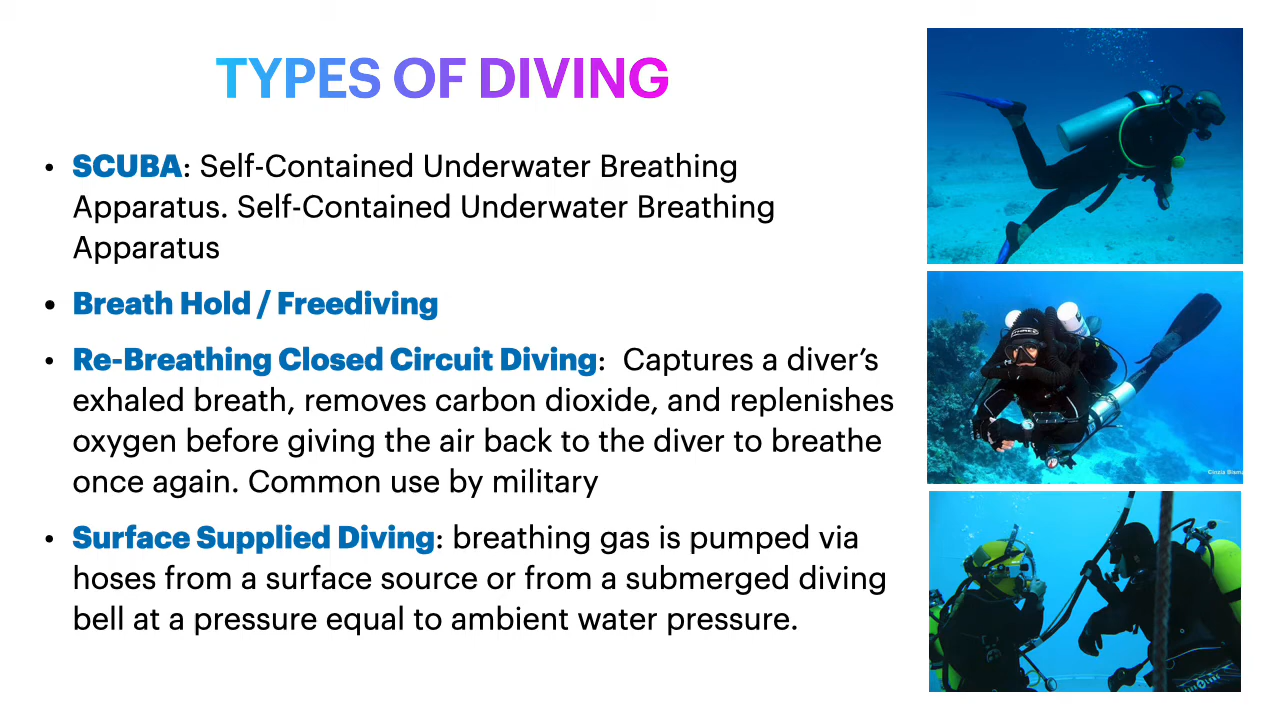 TYPES OF DIVING
• SCUBA: Self-Contained Underwater Breathing
Apparatus. Self-Contained Underwater Breathing
Apparatus
• Breath Hold / Freediving
• Re-Breathing Closed Circuit Diving:  Captures a diver’s
exhaled breath, removes carbon dioxide, and replenishes
oxygen before giving the air back to the diver to breathe
once again. Common use by military
• Surface Supplied Diving: breathing gas is pumped via
hoses from a surface source or from a submerged diving
bell at a pressure equal to ambient water pressure.